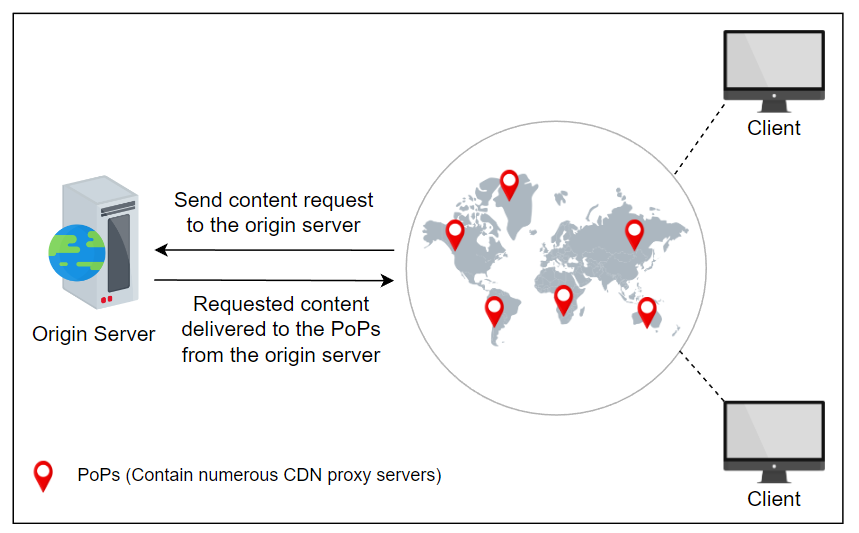 Client
Send content request
to the origin server
Requested content
delivered to the PoPs
from the origin server
Origin Server
PoPs (Contain numerous CDN proxy servers)
Client